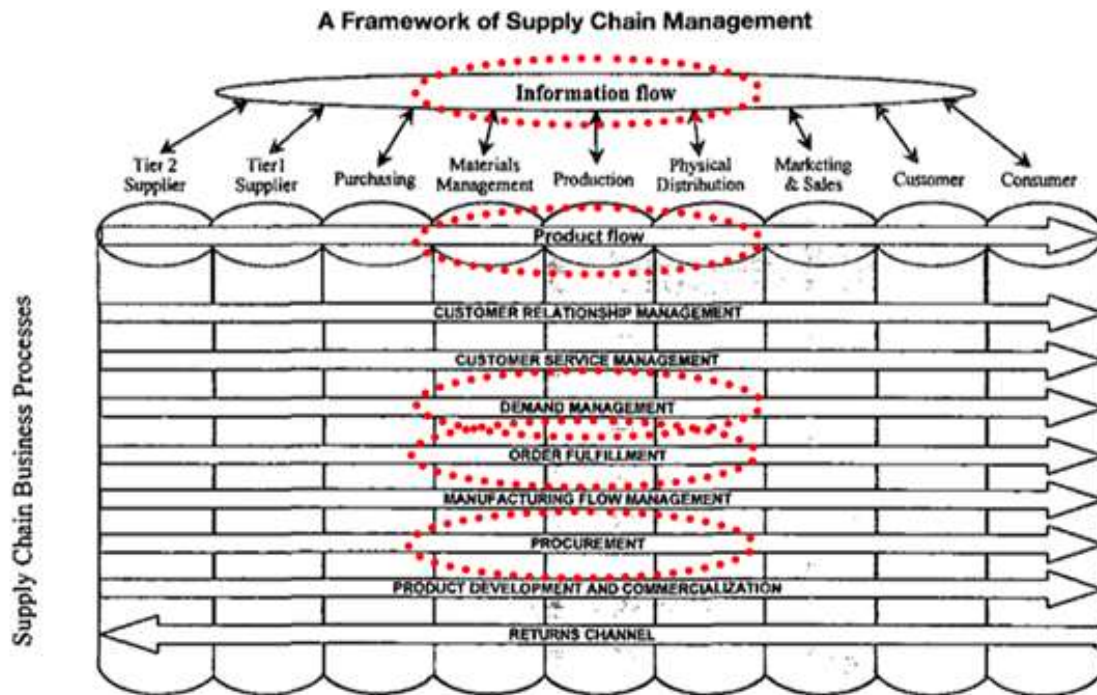 A Framework of Supply Chain Management
Information flow
Tier 2
Supplier
Tier1
Supplier
Purchasing
Materials
Management
Production
Physical
Distribution
Marketing
& Sales
Customer
Consumer
Product flow
Supply Chain Business Processes
CUSTOMER RELATIONSHIP MANAGEMENT
CUSTOMER SERVICE MANAGEMENT
DEMAND MANAGEMENT
ORDER FULFILLMENT
MANUFACTURING FLOW MANAGEMENT
PROCUREMENT
PRODUCT DEVELOPMENT AND COMMERCIALIZATION
RETURNS CHANNEL